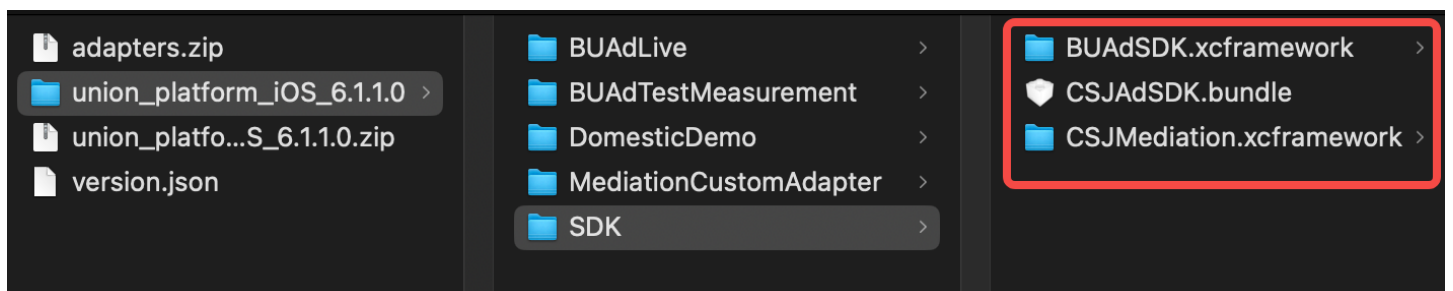 adapters.zip
union_platform_iOS_6.1.1.0
union_platfo...S_6.1.1.0.zip
version.json
BUAdLive
BUAdTestMeasurement
DomesticDemo
MediationCustomAdapter
SDK
BUAdSDK.xcframework
CSJAdSDK.bundle
CSJMediation.xcframework